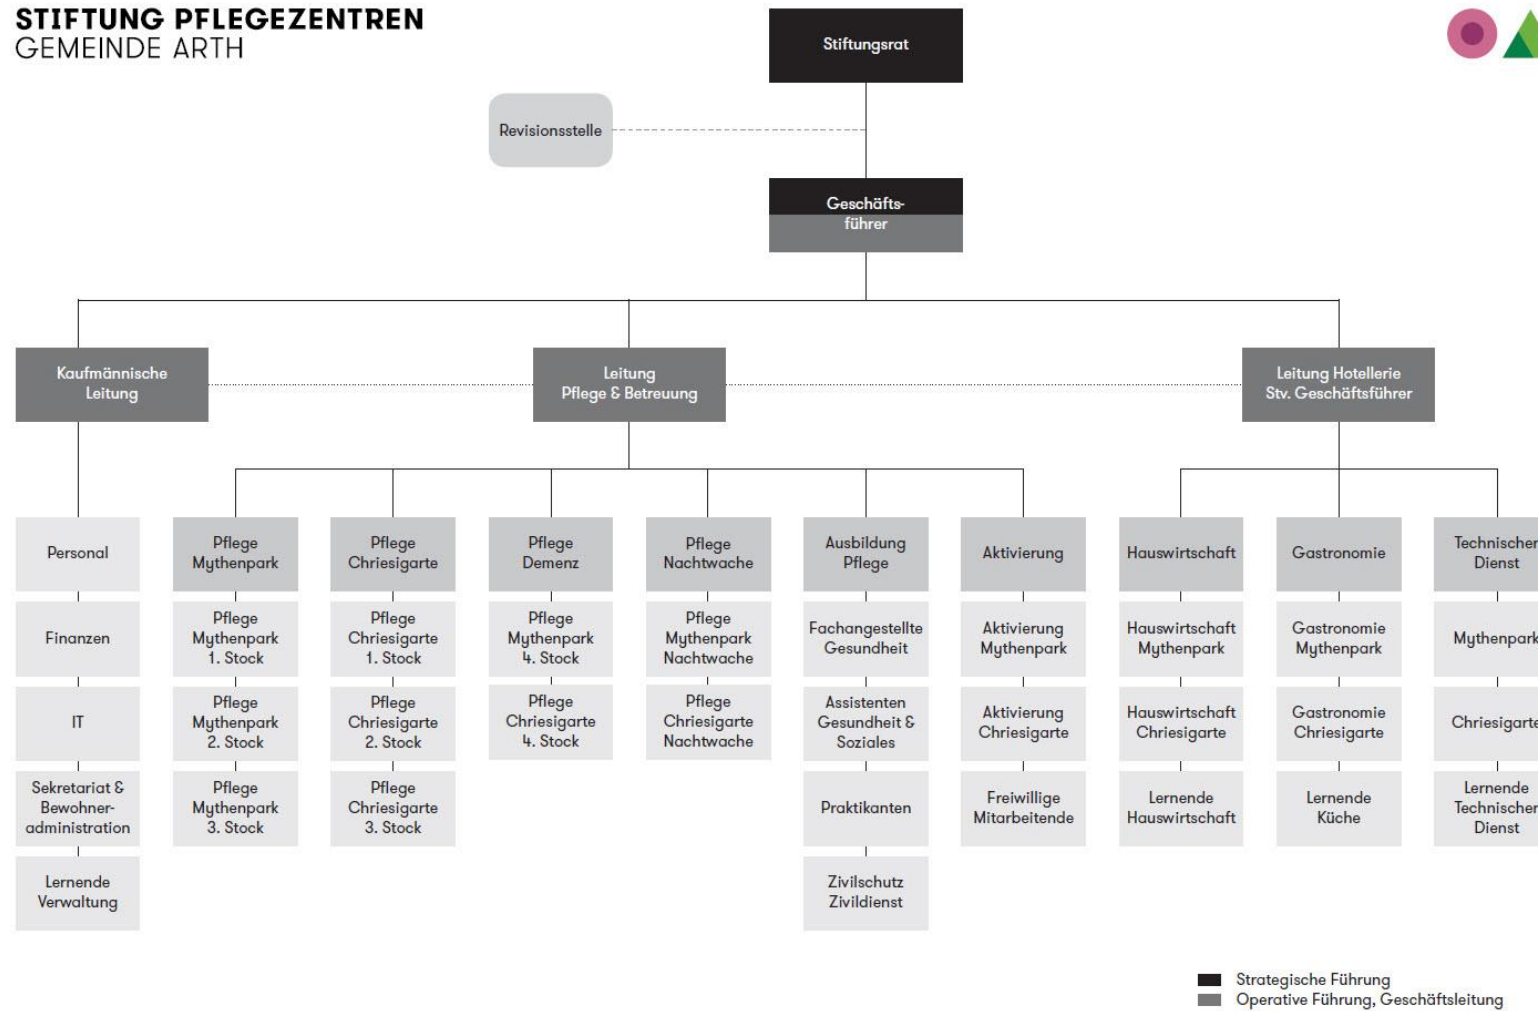 STIFTUNG PFLEGEZENTREN
GEMEINDE ARTH
Stiftungsrat
Revisionsstelle
Geschäfts-
führer
Kaufmännische
Leitung
Leitung
Pflege & Betreuung
Leitung Hotellerie
Stv. Geschäftsführer
Personal
Finanzen
IT
Sekretariat &
Bewohner-
administration
Lernende
Verwaltung
Pflege
Mythenpark
Pflege
Mythenpark
1. Stock
Pflege
Mythenpark
2. Stock
Pflege
Mythenpark
3. Stock
Pflege
Chriesigarte
Pflege
Chriesigarte
1. Stock
Pflege
Chriesigarte
2. Stock
Pflege
Chriesigarte
3. Stock
Pflege
Demenz
Pflege
Mythenpark
4. Stock
Pflege
Chriesigarte
4. Stock
Pflege
Nachtwache
Pflege
Mythenpark
Nachtwache
Pflege
Chriesigarte
Nachtwache
Ausbildung
Pflege
Fachangestellte
Gesundheit
Assistenten
Gesundheit &
Soziales
Praktikanten
Zivilschutz
Zivildienst
Aktivierung
Aktivierung
Mythenpark
Aktivierung
Chriesigarte
Freiwillige
Mitarbeitende
Hauswirtschaft
Hauswirtschaft
Mythenpark
Hauswirtschaft
Chriesigarte
Lernende
Hauswirtschaft
Gastronomie
Gastronomie
Mythenpark
Gastronomie
Chriesigarte
Lernende
Küche
Technischer
Dienst
Mythenpark
Chriesigarte
Lernende
Technischer
Dienst
Strategische Führung
Operative Führung, Geschäftsleitung